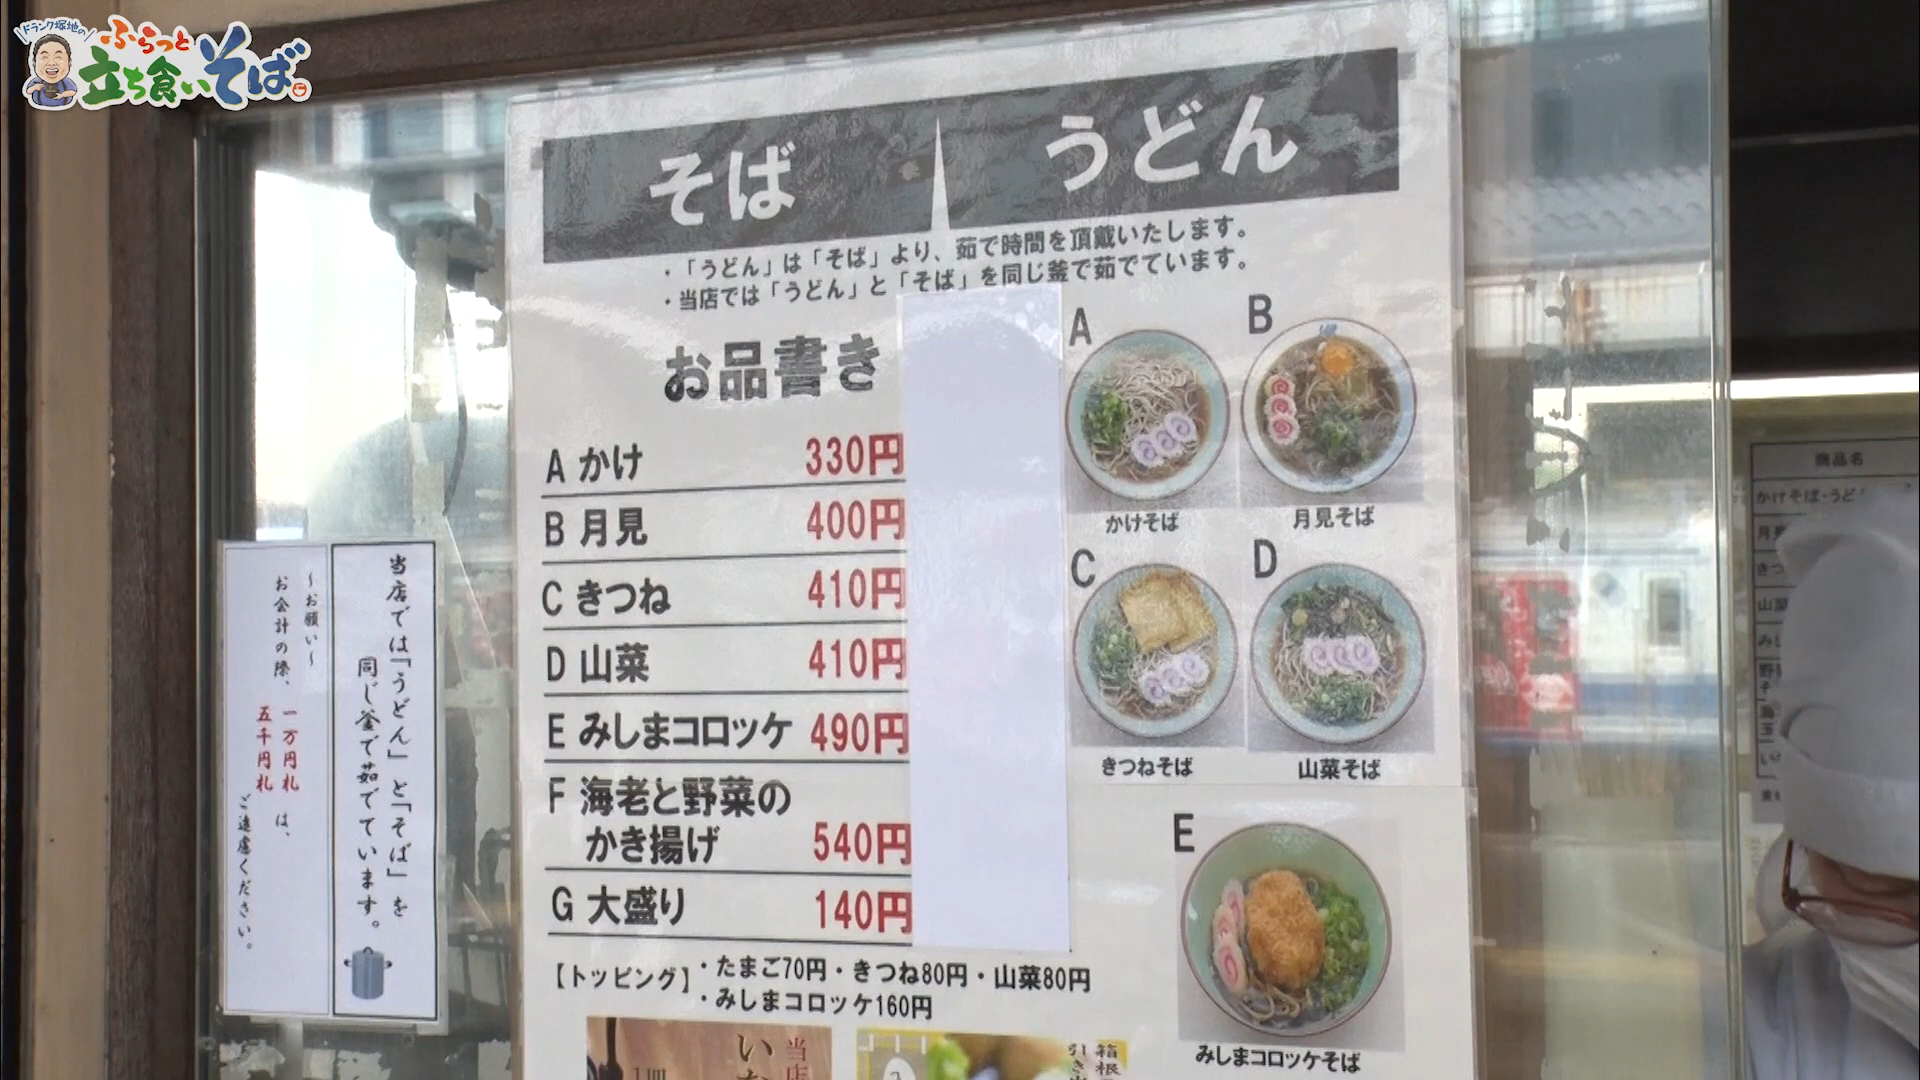 ドランク塚地の
ふらっと
立ち食いそば
そば うどん
・「うどん」は「そば」より、茹で時間を頂戴いたします。
・当店では「うどん」と「そば」を同じ釜で茹でています。
お品書き
A かけ 330円
B 月見 400円
C きつね 410円
D 山菜 410円
E みしまコロッケ 490円
F 海老と野菜の
かき揚げ 540円
G 大盛り 140円
【トッピング】・たまご70円・きつね80円・山菜80円
・みしまコロッケ160円
A
かけそば
B
月見そば
C
きつねそば
D
山菜そば
E
みしまコロッケそば
当店では「うどん」と「そば」を
同じ釜で茹でています。
~お願い~
お会計の際、一万円札は、
五千円札
ご遠慮ください。
当店
い
箱根
商品名
かけそば・うど
月
きつ
山菜
みし